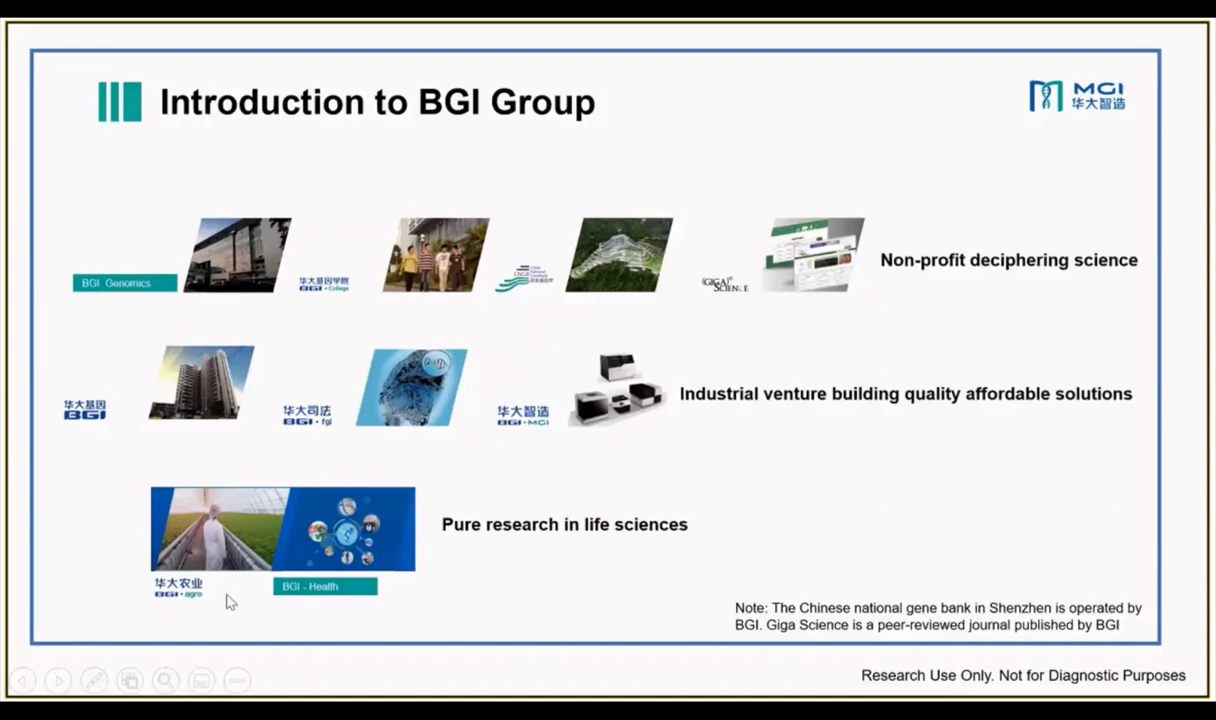 Introduction to BGI Group
MGI
华大智造
BGI Genomics
华大基因学院
BGI · College
CNGB
China
National
GeneBank
(GIGA)n
SCIENCE
Non-profit deciphering science
华大基因
BGI
华大司法
BGI · fgi
华大智造
BGI · MGI
Industrial venture building quality affordable solutions
Pure research in life sciences
华大农业
BGI · agro
BGI - Health
Note: The Chinese national gene bank in Shenzhen is operated by
BGI. Giga Science is a peer-reviewed journal published by BGI
Research Use Only. Not for Diagnostic Purposes